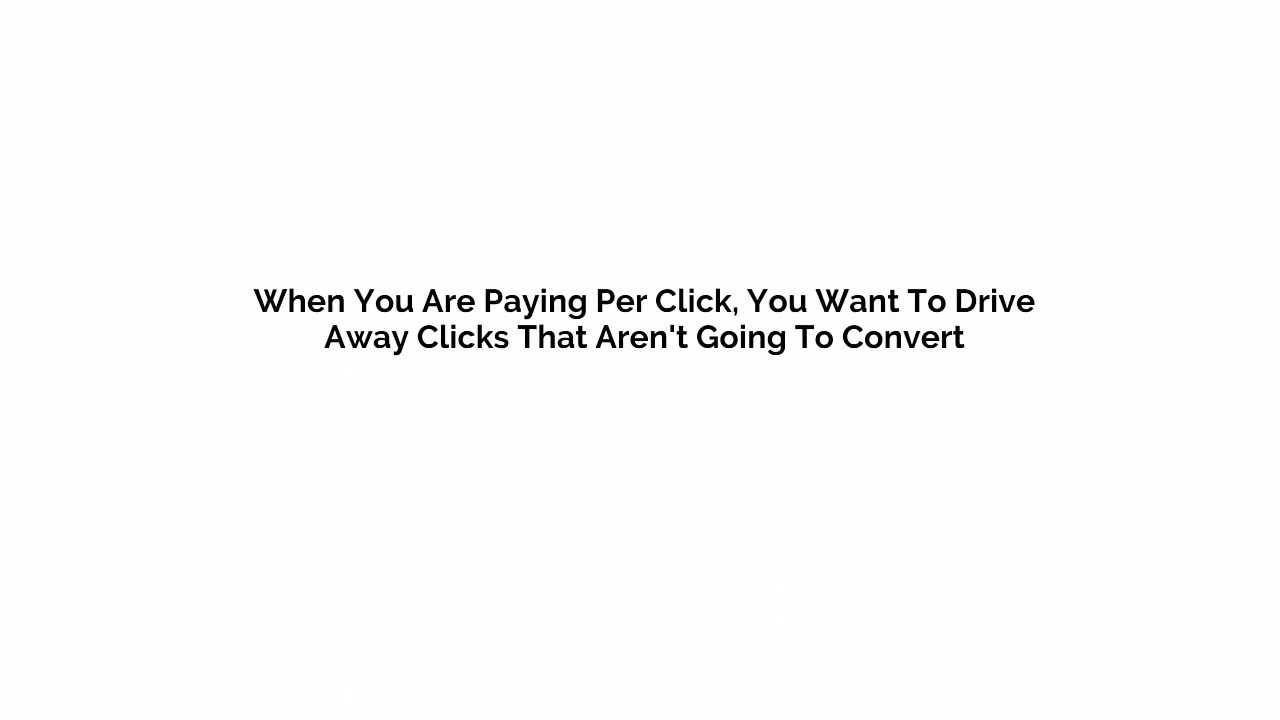 When You Are Paying Per Click, You Want To Drive
Away Clicks That Aren't Going To Convert